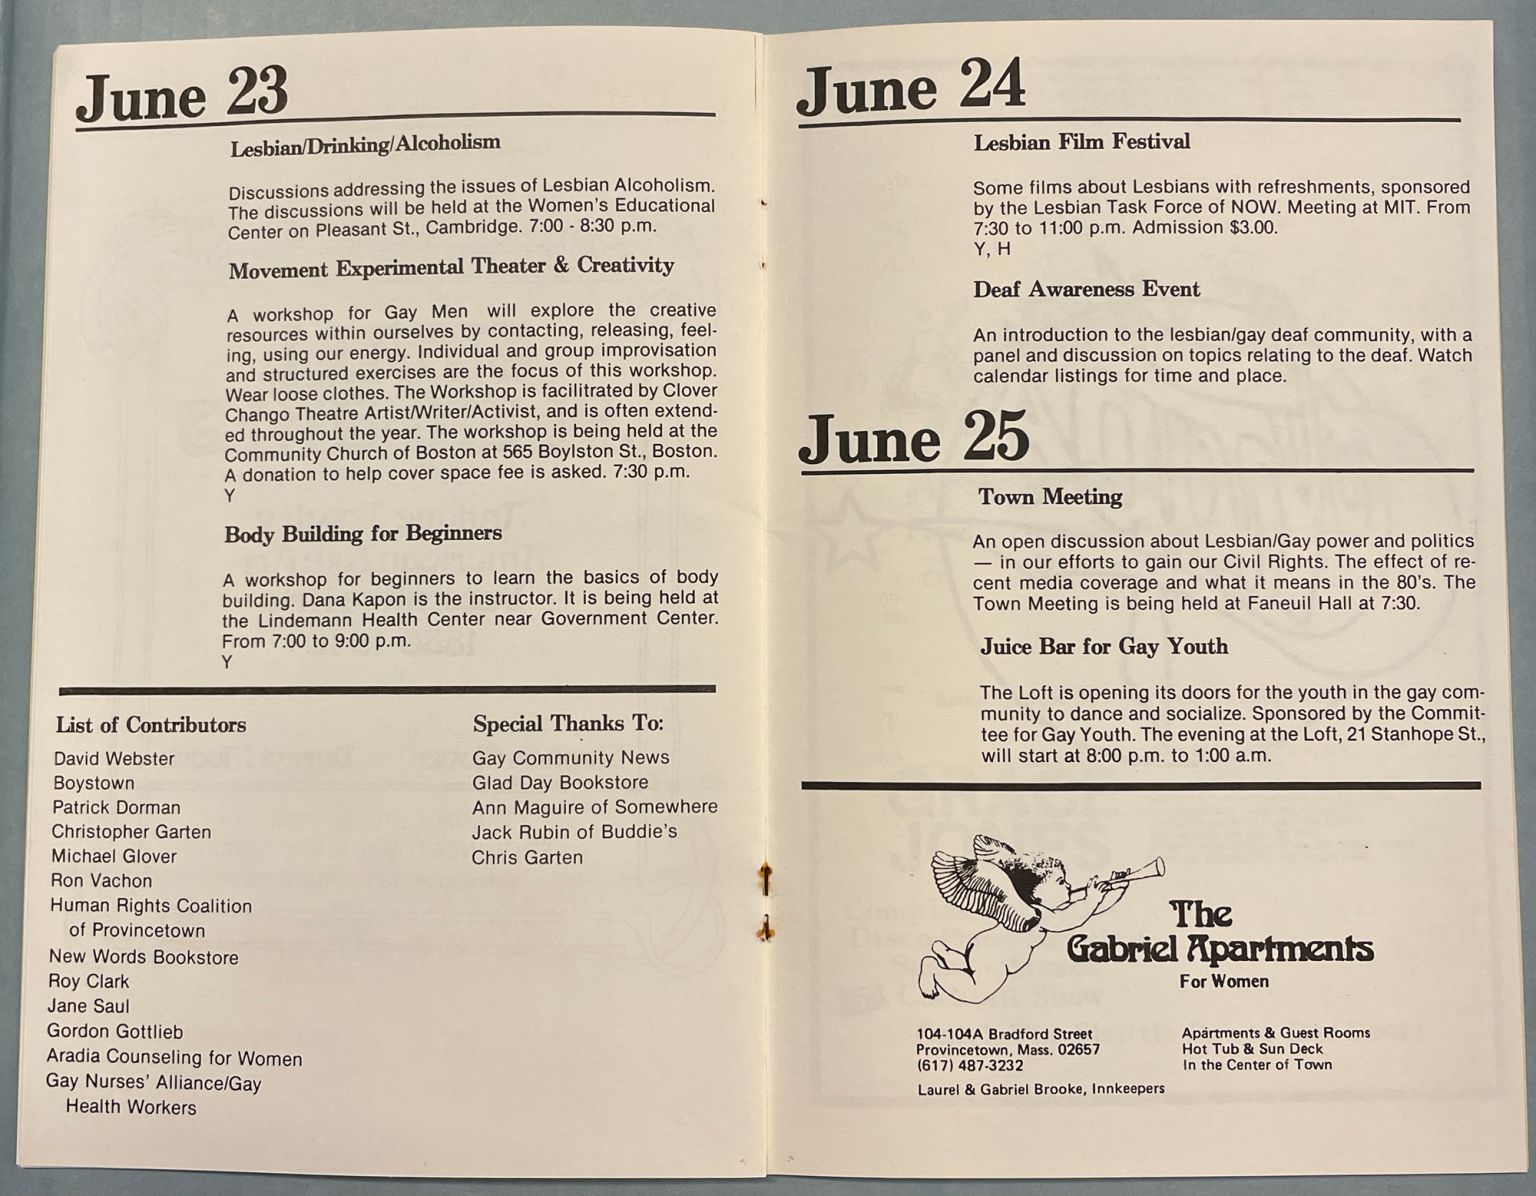 June 23
Lesbian/Drinking/Alcoholism
Discussions addressing the issues of Lesbian Alcoholism.
The discussions will be held at the Women's Educational
Center on Pleasant St., Cambridge. 7:00 - 8:30 p.m.
Movement Experimental Theater & Creativity
A workshop for Gay Men will explore the creative
resources within ourselves by contacting, releasing, feel-
ing, using our energy. Individual and group improvisation
and structured exercises are the focus of this workshop.
Wear loose clothes. The Workshop is facilitrated by Clover
Chango Theatre Artist/Writer/Activist, and is often extend-
ed throughout the year. The workshop is being held at the
Community Church of Boston at 565 Boylston St., Boston.
A donation to help cover space fee is asked. 7:30 p.m.
Y
Body Building for Beginners
A workshop for beginners to learn the basics of body
building. Dana Kapon is the instructor. It is being held at
the Lindemann Health Center near Government Center.
From 7:00 to 9:00 p.m.
Y
List of Contributors
David Webster
Boystown
Patrick Dorman
Christopher Garten
Michael Glover
Ron Vachon
Human Rights Coalition
of Provincetown
New Words Bookstore
Roy Clark
Jane Saul
Gordon Gottlieb
Aradia Counseling for Women
Gay Nurses' Alliance/Gay
Health Workers
Special Thanks To:
Gay Community News
Glad Day Bookstore
Ann Maguire of Somewhere
Jack Rubin of Buddie's
Chris Garten
June 24
Lesbian Film Festival
Some films about Lesbians with refreshments, sponsored
by the Lesbian Task Force of NOW. Meeting at MIT. From
7:30 to 11:00 p.m. Admission $3.00.
Y, H
Deaf Awareness Event
An introduction to the lesbian/gay deaf community, with a
panel and discussion on topics relating to the deaf. Watch
calendar listings for time and place.
June 25
Town Meeting
An open discussion about Lesbian/Gay power and politics
— in our efforts to gain our Civil Rights. The effect of re-
cent media coverage and what it means in the 80's. The
Town Meeting is being held at Faneuil Hall at 7:30.
Juice Bar for Gay Youth
The Loft is opening its doors for the youth in the gay com-
munity to dance and socialize. Sponsored by the Commit-
tee for Gay Youth. The evening at the Loft, 21 Stanhope St.,
will start at 8:00 p.m. to 1:00 a.m.
The
Gabriel Apartments
For Women
104-104A Bradford Street
Provincetown, Mass. 02657
(617) 487-3232
Laurel & Gabriel Brooke, Innkeepers
Apartments & Guest Rooms
Hot Tub & Sun Deck
In the Center of Town